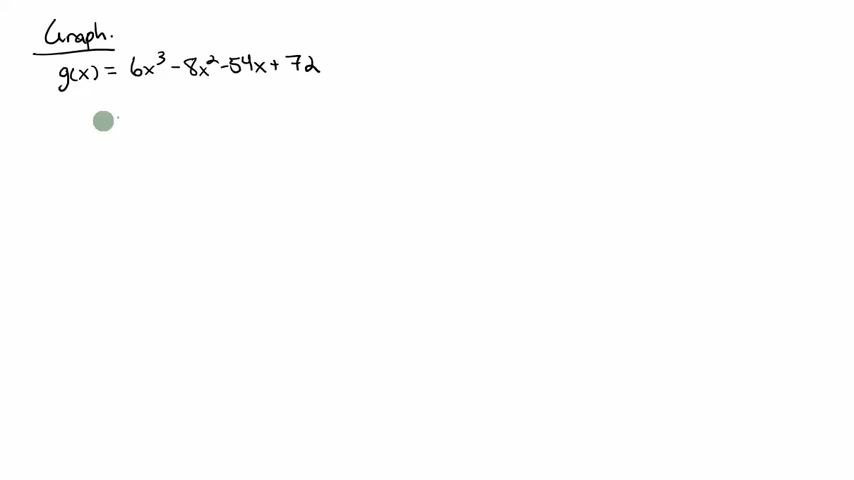 Graph.
g(x) = 6x³ - 8x² - 54x + 72